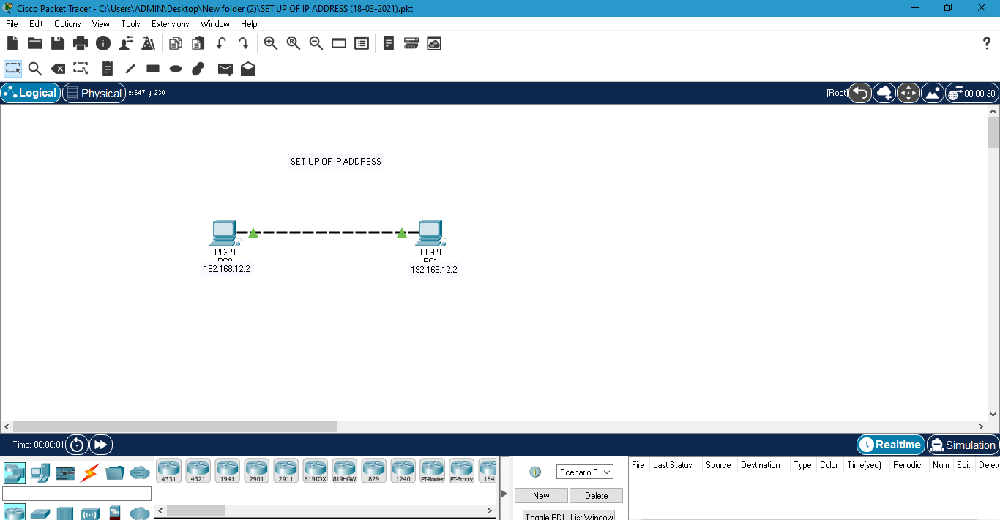 Cisco Packet Tracer - C:\Users\ADMIN\Desktop\New folder (2)\SET UP OF IP ADDRESS (18-03-2021).pkt
File Edit Options View Tools Extensions Window Help
Logical Physical x: 647, y: 230 [Root] 00:00:30
SET UP OF IP ADDRESS
PC-PT PC-PT
PC0 PC1
192.168.12.2 192.168.12.2
Time: 00:00:01 Realtime Simulation
4331 4321 1941 2901 2911 819IOX 819HGW 829 1240 PT-Router PT-Empty 184
Scenario 0
New Delete
Toggle PDU List Window
Fire Last Status Source Destination Type Color Time(sec) Periodic Num Edit Delet